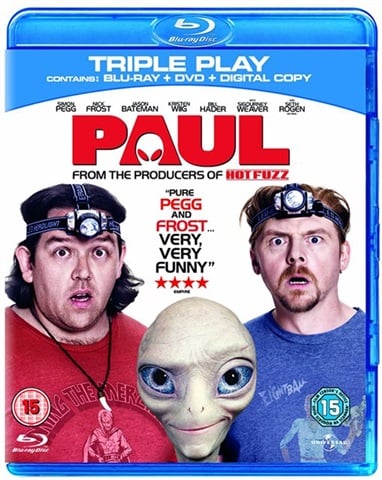 Blu-ray Disc
TRIPLE PLAY
CONTAINS: BLU-RAY + DVD + DIGITAL COPY
SIMON PEGG
NICK FROST
JASON BATEMAN
KRISTEN WIIG
BILL HADER
SIGOURNEY WEAVER
SETH ROGEN
PAUL
FROM THE PRODUCERS OF HOT FUZZ
"PURE
PEGG
AND
FROST...
VERY,
VERY
FUNNY"
EMPIRE
15
15
Blu-ray Disc
UNIVERSAL